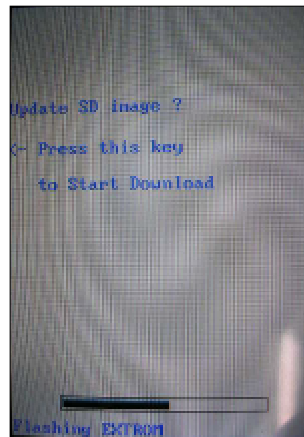 Update SD image ?
<- Press this key
to Start Download
Flashing EXTROM